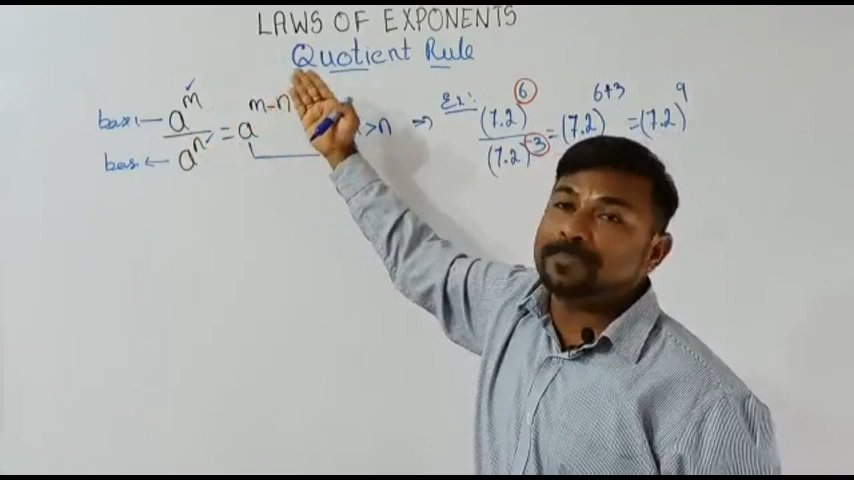 LAWS OF EXPONENTS
Quotient Rule
base
a^m / a^n = a^(m-n)
>n ⇒ Ex: (7.2)^6 / (7.2)^-3 = (7.2)^(6+3) = (7.2)^9